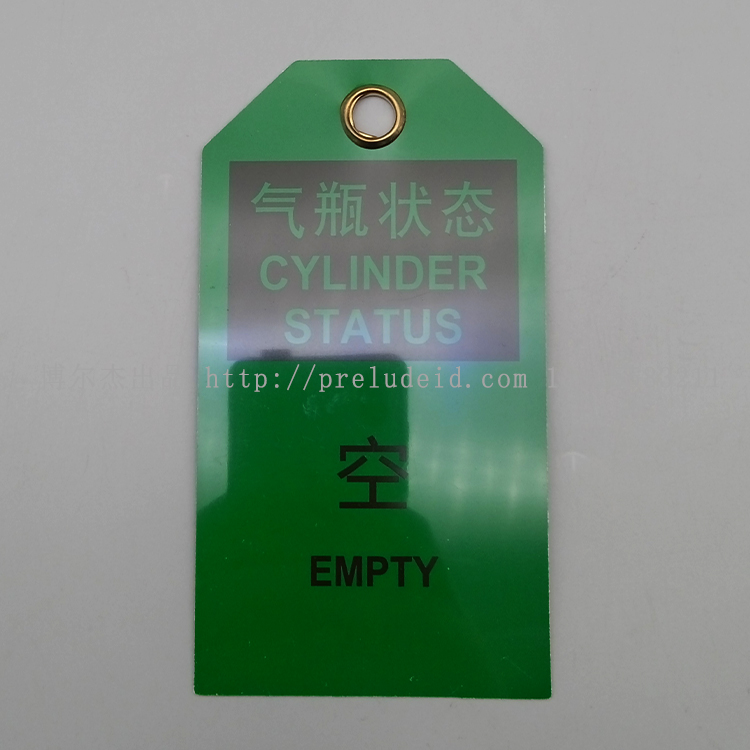 气瓶状态
CYLINDER
STATUS
http://preludeid.com
空
EMPTY